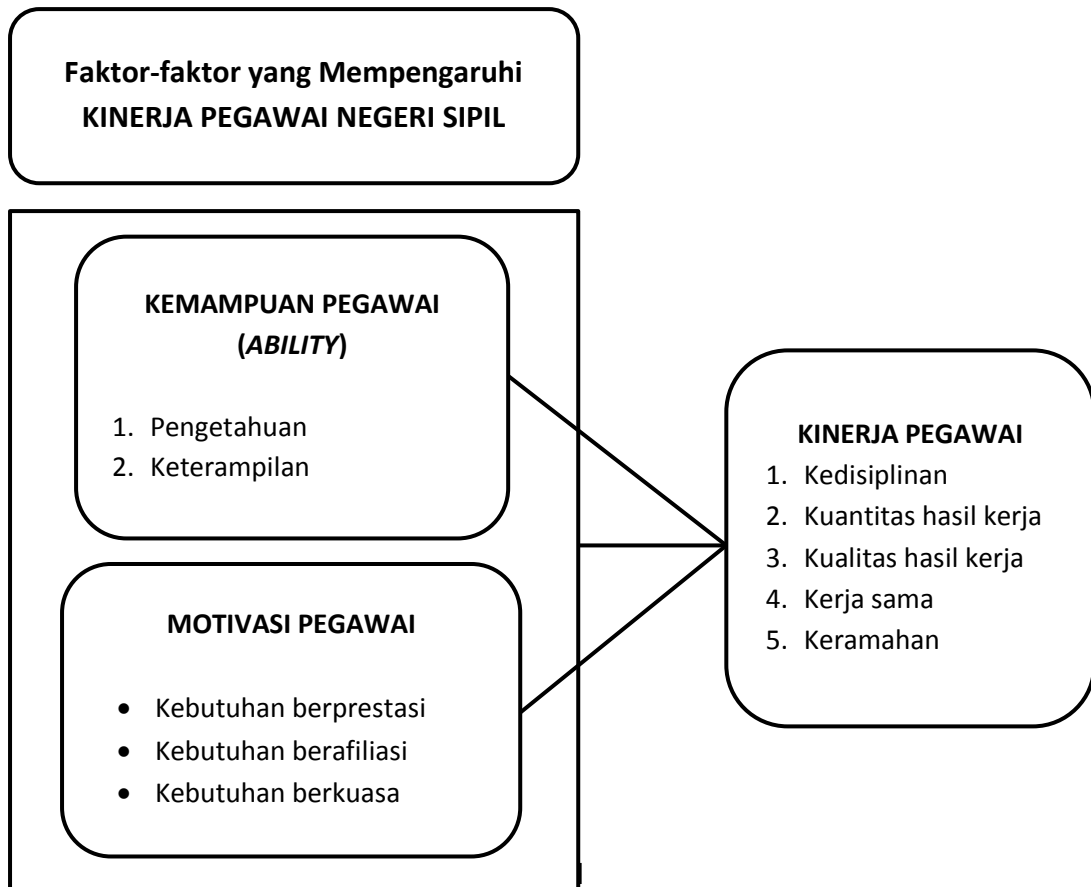 Faktor-faktor yang Mempengaruhi
KINERJA PEGAWAI NEGERI SIPIL
KEMAMPUAN PEGAWAI
(ABILITY)
1. Pengetahuan
2. Keterampilan
MOTIVASI PEGAWAI
• Kebutuhan berprestasi
• Kebutuhan berafiliasi
• Kebutuhan berkuasa
KINERJA PEGAWAI
1. Kedisiplinan
2. Kuantitas hasil kerja
3. Kualitas hasil kerja
4. Kerja sama
5. Keramahan